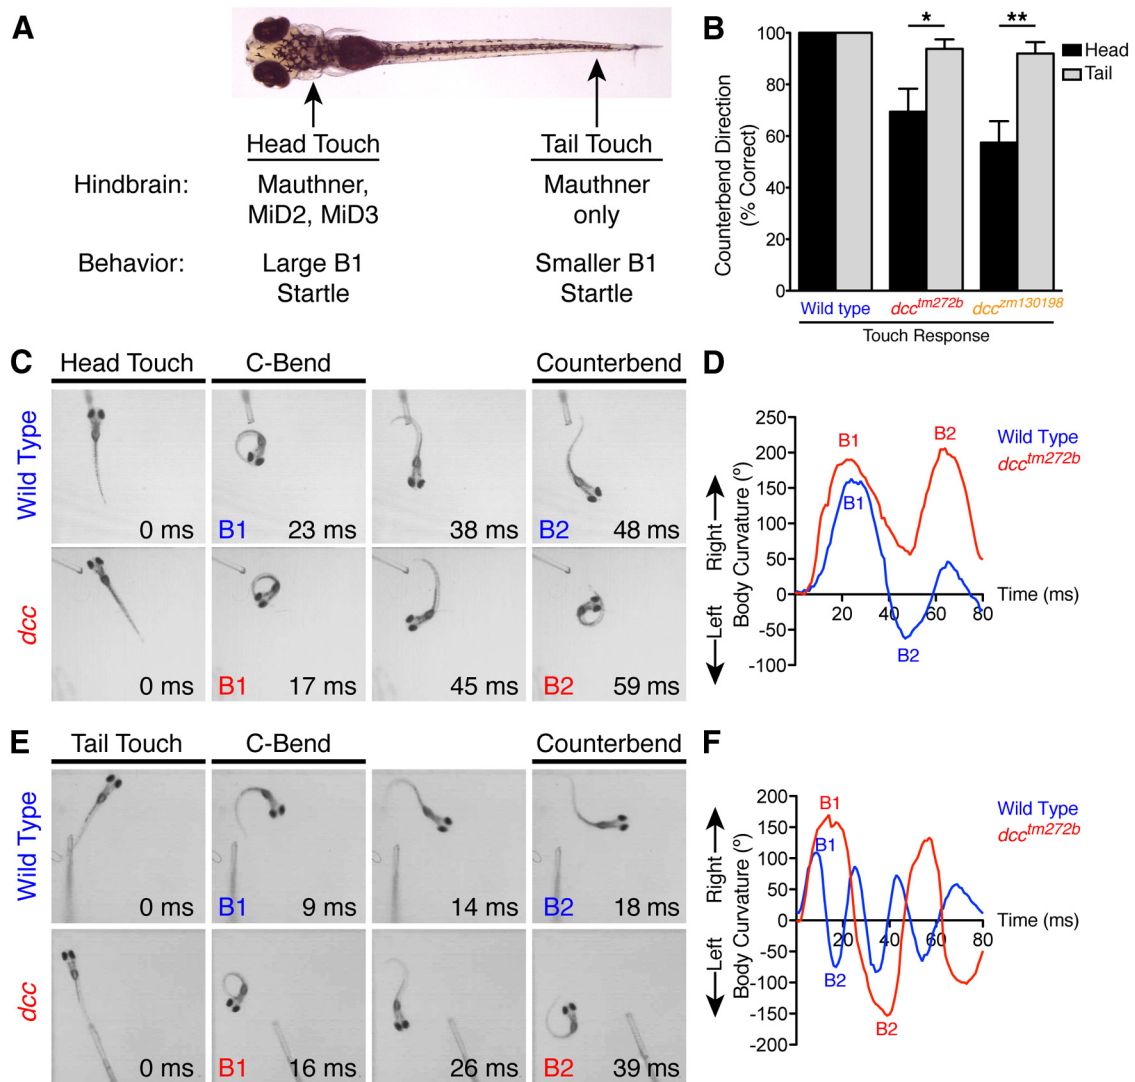 A
Head Touch
Tail Touch
Hindbrain:
Mauthner,
MiD2, MiD3
Mauthner
only
Behavior:
Large B1
Startle
Smaller B1
Startle
B
Counterbend Direction
(% Correct)
100
80
60
40
20
0
*
**
Head
Tail
Wild type
dcctm272b
dcczm130198
Touch Response
C
Head Touch
C-Bend
Counterbend
Wild Type
0 ms
B1 23 ms
38 ms
B2 48 ms
dcc
0 ms
B1 17 ms
45 ms
B2 59 ms
D
Left Right
Body Curvature (º)
250
200
150
100
50
0
-50
-100
B1
B2
B1
B2
Wild Type
dcctm272b
20 40 60 80
Time (ms)
E
Tail Touch
C-Bend
Counterbend
Wild Type
0 ms
B1 9 ms
14 ms
B2 18 ms
dcc
0 ms
B1 16 ms
26 ms
B2 39 ms
F
Left Right
Body Curvature (º)
200
150
100
50
0
-50
-100
-150
-200
B1
B1
B2
B2
Wild Type
dcctm272b
20 40 60 80
Time (ms)